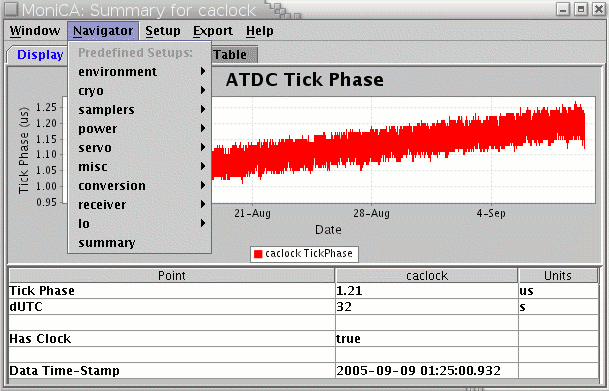 MoniCA: Summary for caclock
Window Navigator Setup Export Help
Display Table
Predefined Setups:
environment
cryo
samplers
power
servo
misc
conversion
receiver
lo
summary
ATDC Tick Phase
Tick Phase (us)
1.25
1.20
1.15
1.10
1.05
1.00
0.95
21-Aug 28-Aug 4-Sep
Date
caclock TickPhase
Point caclock Units
Tick Phase 1.21 us
dUTC 32 s
Has Clock true
Data Time-Stamp 2005-09-09 01:25:00.932